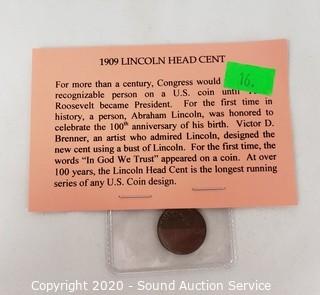 1909 LINCOLN HEAD CENT
16.
For more than a century, Congress would
recognizable person on a U.S. coin until
Roosevelt became President. For the first time in
history, a person, Abraham Lincoln, was honored to
celebrate the 100th anniversary of his birth. Victor D.
Brenner, an artist who admired Lincoln, designed the
new cent using a bust of Lincoln. For the first time, the
words “In God We Trust” appeared on a coin. At over
100 years, the Lincoln Head Cent is the longest running
series of any U.S. Coin design.
Copyright 2020 - Sound Auction Service